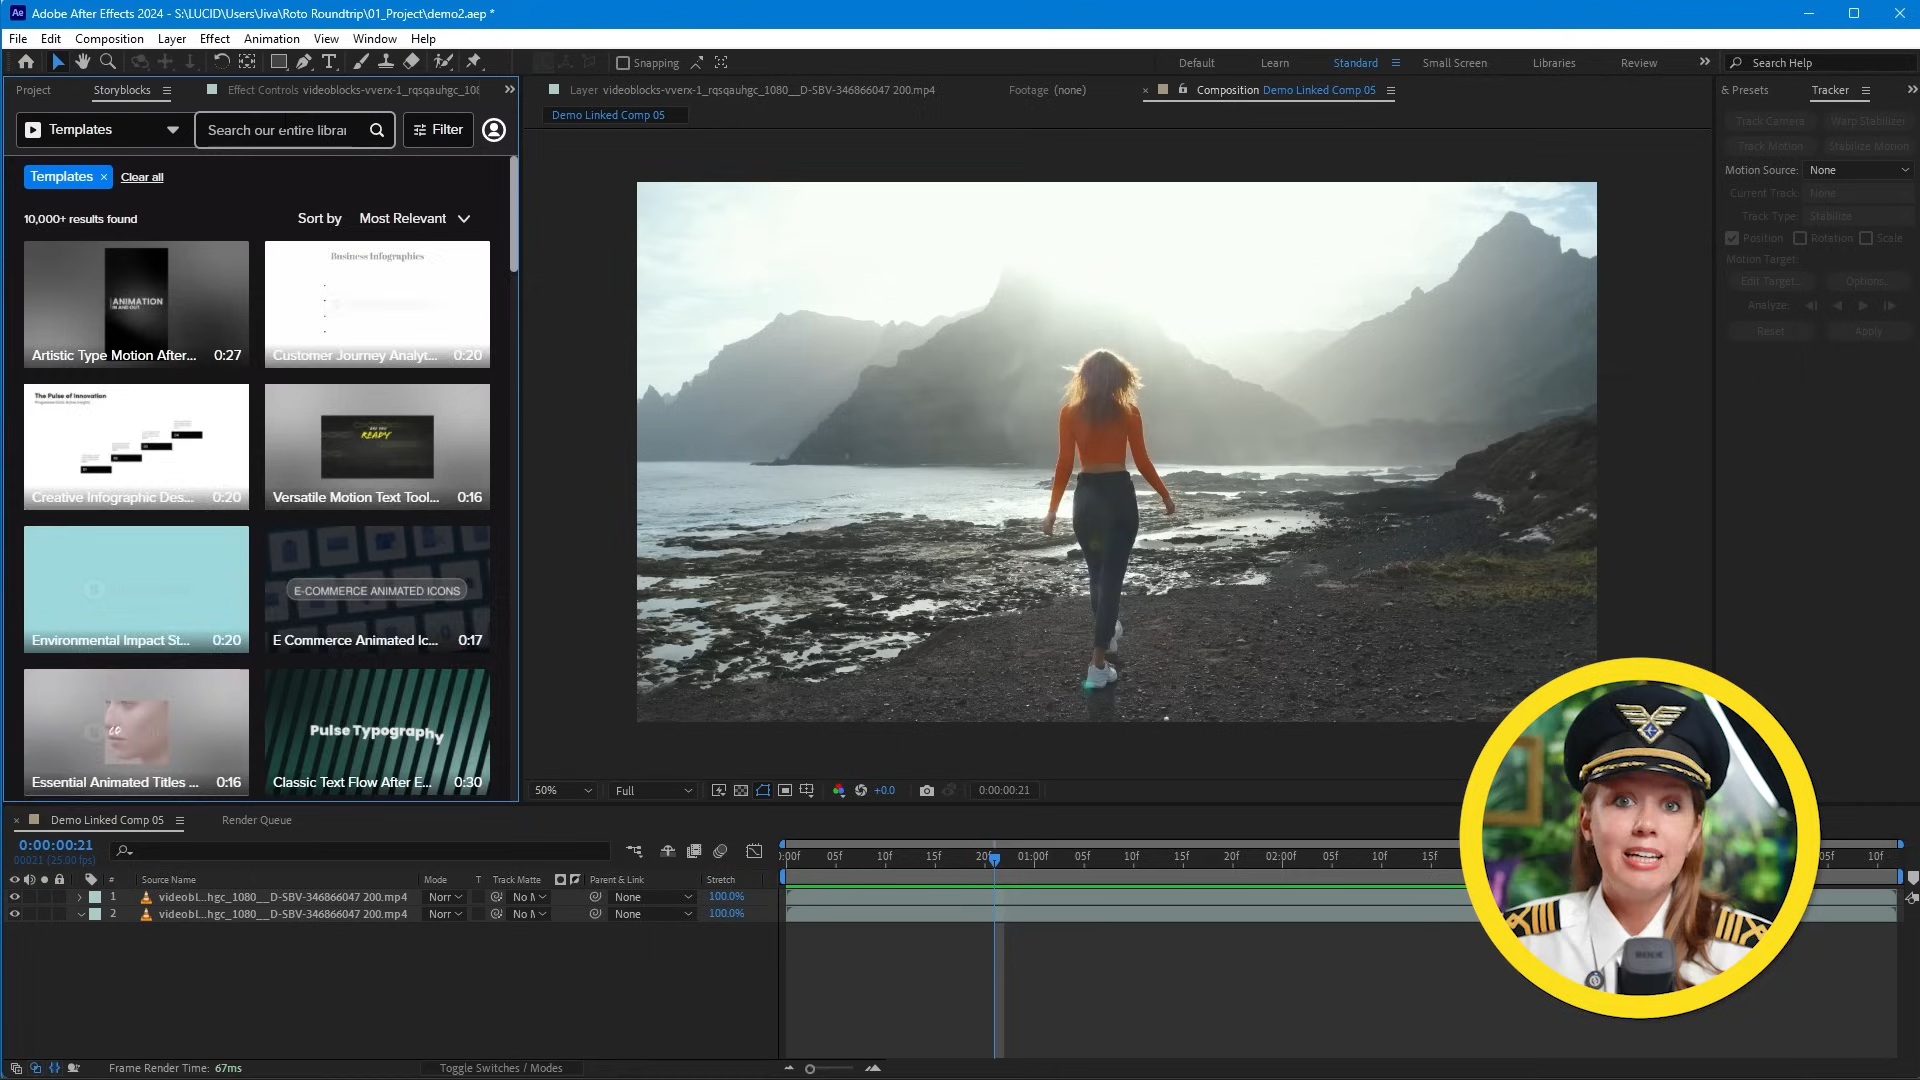 Ae Adobe After Effects 2024 - S:\LUCID\Users\Jiva\Roto Roundtrip\01_Project\demo2.aep *
File Edit Composition Layer Effect Animation View Window Help
Snapping Default Learn Standard Small Screen Libraries Review Search Help
Project Storyblocks Effect Controls videoblocks-vverx-1_rqsqauhgc_108
Layer videoblocks-vverx-1_rqsqauhgc_1080__D-SBV-346866047 200.mp4 Footage (none) Composition Demo Linked Comp 05
& Presets Tracker
Demo Linked Comp 05
Templates Search our entire librar Filter
Templates × Clear all
10,000+ results found Sort by Most Relevant
ANIMATION
IN AND OUT
Artistic Type Motion After... 0:27
Business Infographics
Customer Journey Analyt... 0:20
The Pulse of Innovation
Creative Infographic Des... 0:20
READY
Versatile Motion Text Tool... 0:16
Environmental Impact St... 0:20
E-COMMERCE ANIMATED ICONS
E Commerce Animated Ic... 0:17
Essential Animated Titles ... 0:16
Pulse Typography
Classic Text Flow After E... 0:30
Track Camera Warp Stabilizer
Track Motion Stabilize Motion
Motion Source: None
Current Track: None
Track Type: Stabilize
Position Rotation Scale
Motion Target:
Edit Target... Options...
Analyze:
Reset Apply
50% Full +0.0 0:00:00:21
Demo Linked Comp 05 Render Queue
0:00:00:21
00021 (25.00 fps)
:00f 05f 10f 15f 20f 01:00f 05f 10f 15f 20f 02:00f 05f 10f 15f 05f 10f
# Source Name Mode T Track Matte Parent & Link Stretch
1 videobl...hgc_1080__D-SBV-346866047 200.mp4 Norr No M None 100.0%
2 videobl...hgc_1080__D-SBV-346866047 200.mp4 Norr No M None 100.0%
Frame Render Time: 67ms Toggle Switches / Modes